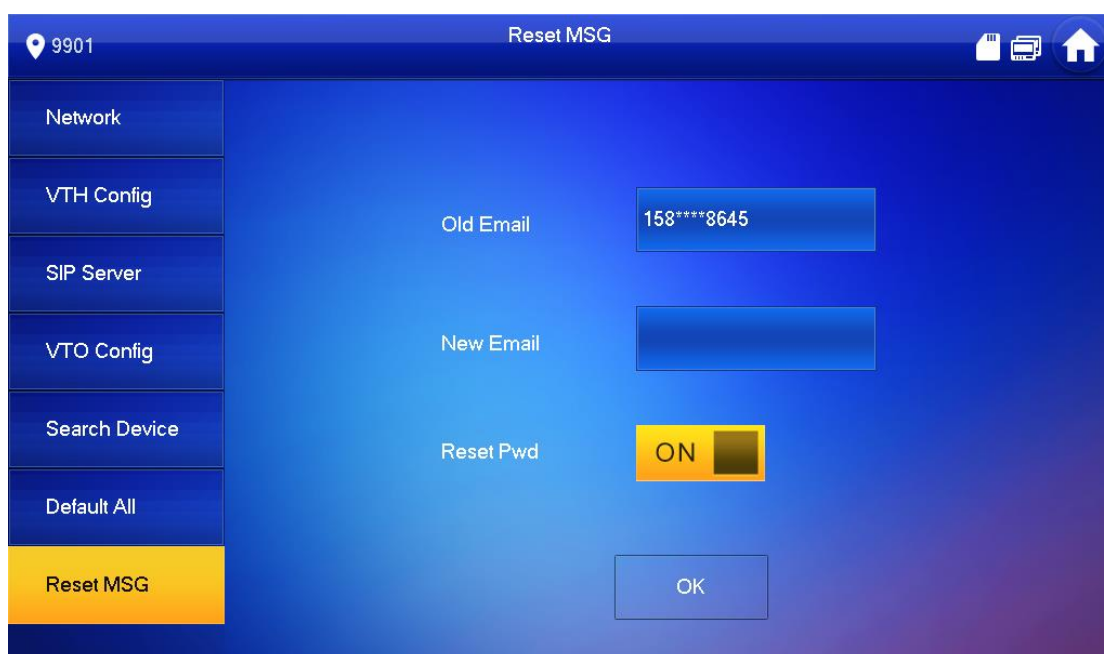 9901
Reset MSG
Network
VTH Config
SIP Server
VTO Config
Search Device
Default All
Reset MSG
Old Email
158****8645
New Email
Reset Pwd
ON
OK